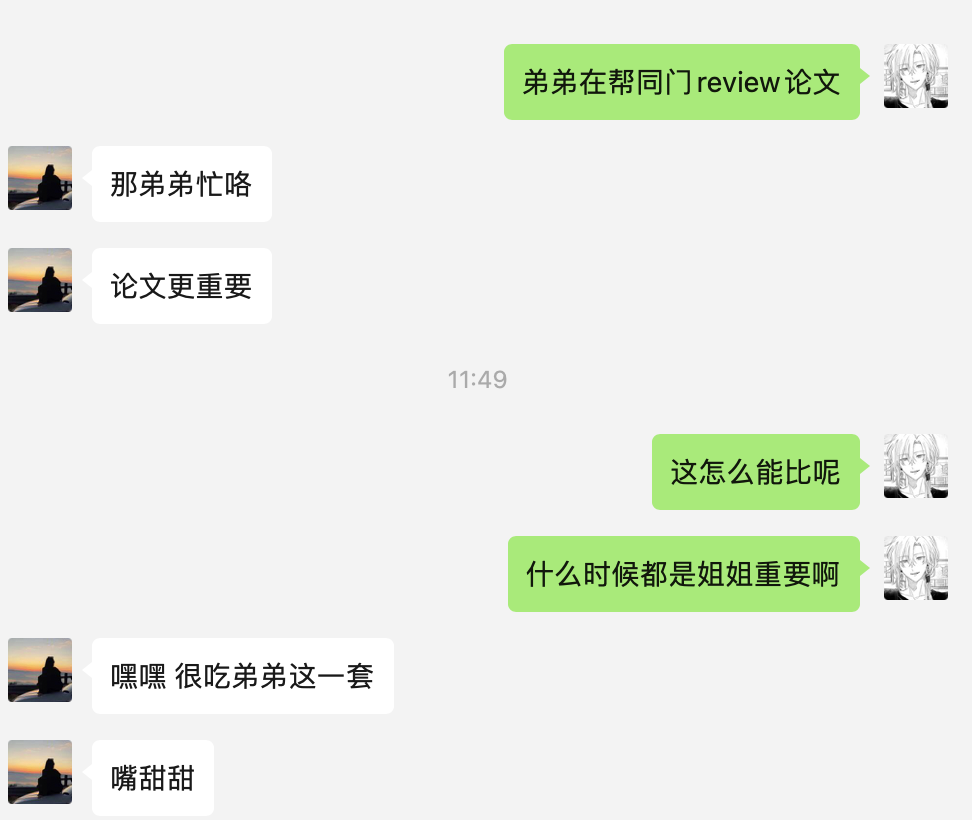 弟弟在帮同门review论文
那弟弟忙咯
论文更重要
11:49
这怎么能比呢
什么时候都是姐姐重要啊
嘿嘿 很吃弟弟这一套
嘴甜甜